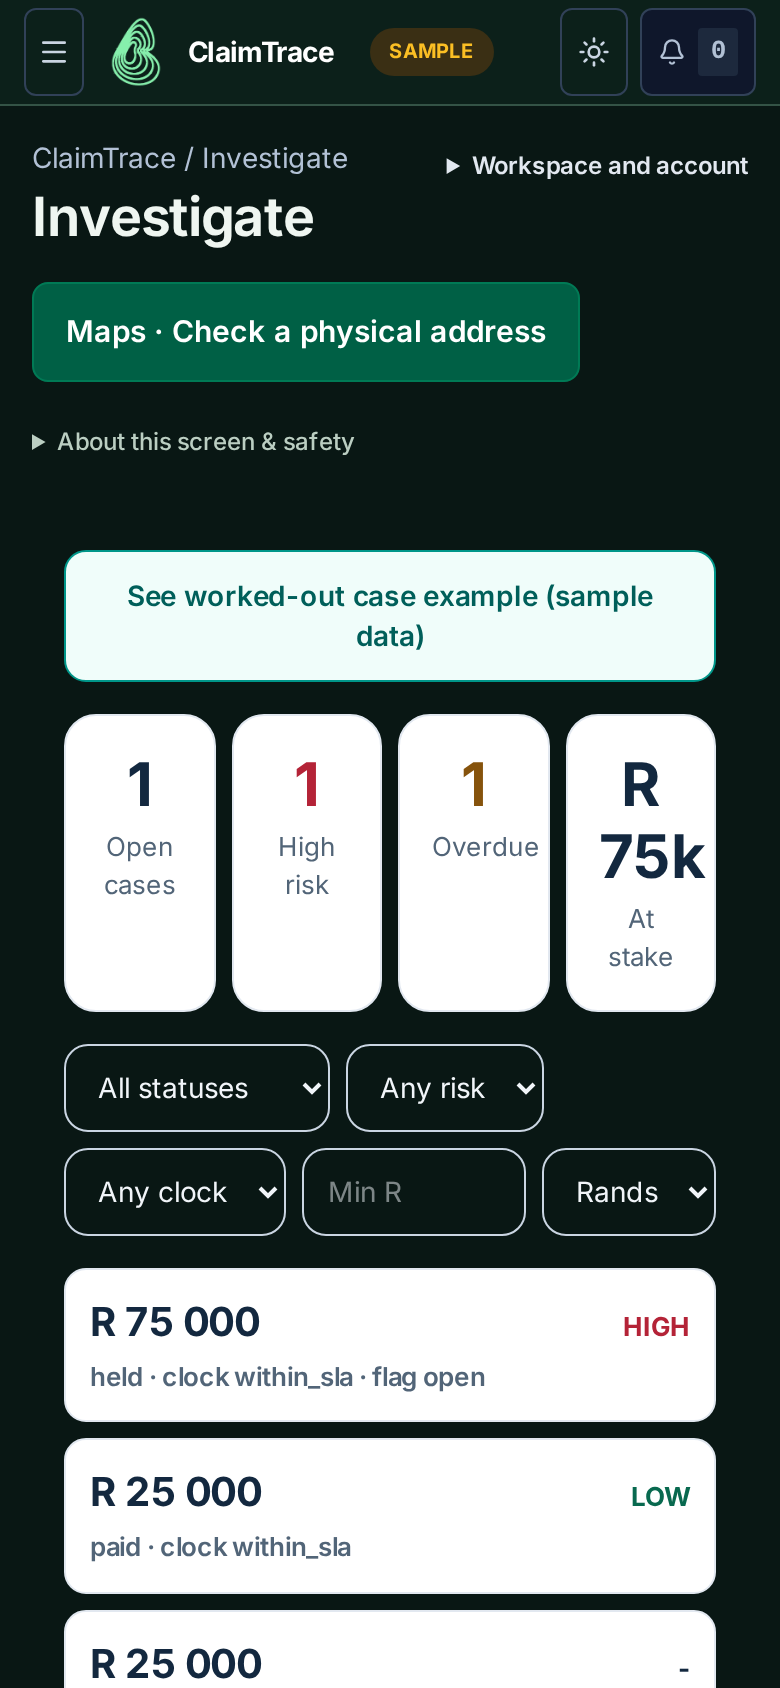 ClaimTrace
SAMPLE
0
ClaimTrace / Investigate
Workspace and account
Investigate
Maps · Check a physical address
About this screen & safety
See worked-out case example (sample
data)
1
Open
cases
1
High
risk
1
Overdue
R
75k
At
stake
All statuses
Any risk
Any clock
Min R
Rands
R 75 000
HIGH
held · clock within_sla · flag open
R 25 000
LOW
paid · clock within_sla
R 25 000
-